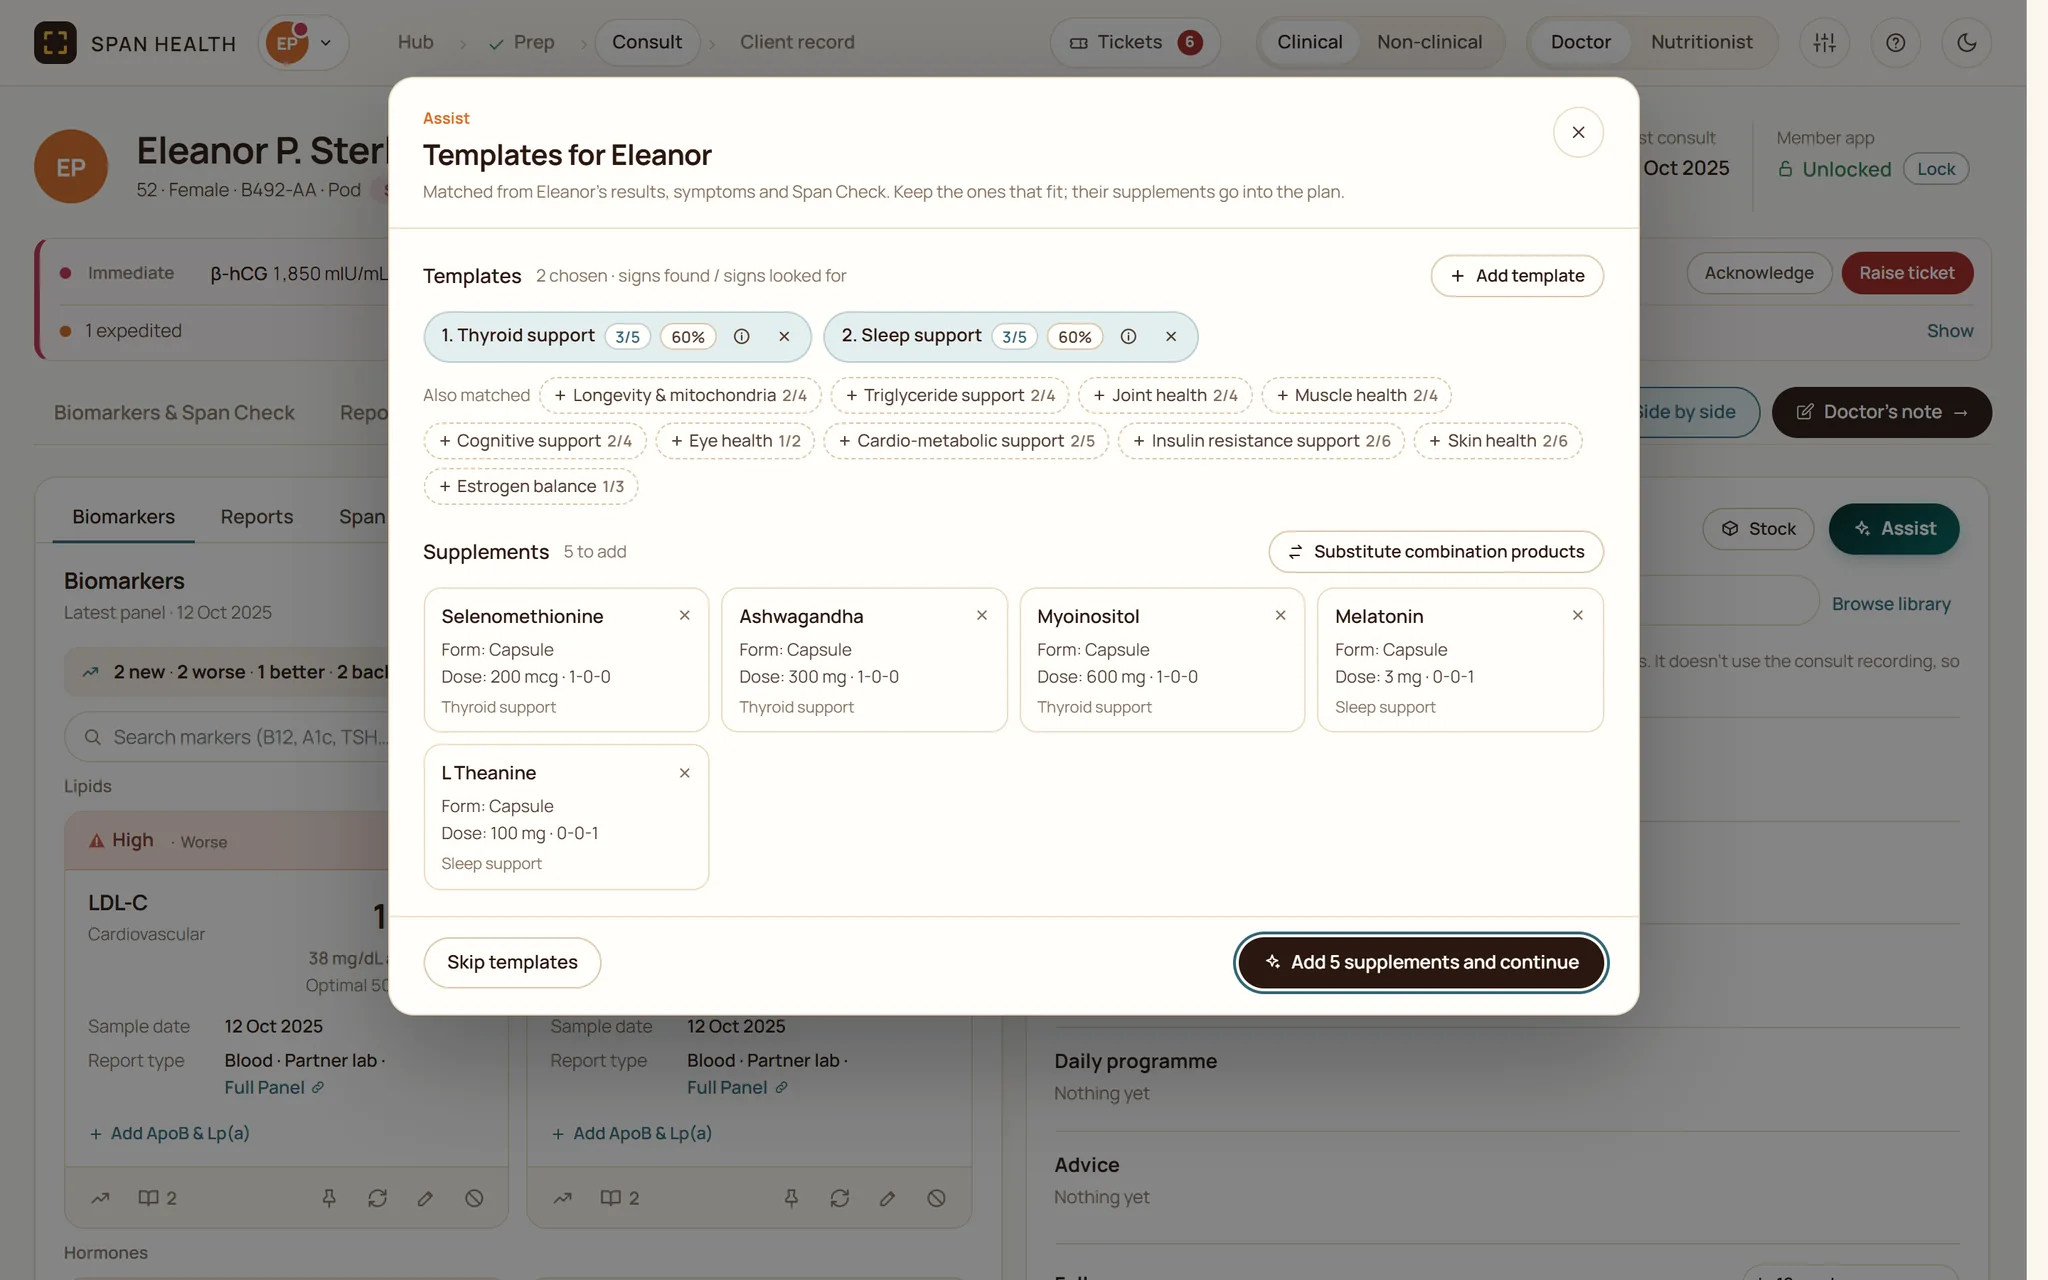 SPAN HEALTH
EP
Hub
Prep
Consult
Client record
Tickets 6
Clinical
Non-clinical
Doctor
Nutritionist
EP
Eleanor P. Ster
52 · Female · B492-AA · Pod
st consult
Oct 2025
Member app
Unlocked
Lock
Immediate
β-hCG 1,850 mIU/mL
Acknowledge
Raise ticket
1 expedited
Show
Biomarkers & Span Check
Repo
Side by side
Doctor's note →
Assist
Templates for Eleanor
Matched from Eleanor's results, symptoms and Span Check. Keep the ones that fit; their supplements go into the plan.
Templates
2 chosen · signs found / signs looked for
+ Add template
1. Thyroid support 3/5 60%
2. Sleep support 3/5 60%
Also matched
+ Longevity & mitochondria 2/4
+ Triglyceride support 2/4
+ Joint health 2/4
+ Muscle health 2/4
+ Cognitive support 2/4
+ Eye health 1/2
+ Cardio-metabolic support 2/5
+ Insulin resistance support 2/6
+ Skin health 2/6
+ Estrogen balance 1/3
Supplements
5 to add
Substitute combination products
Selenomethionine
Form: Capsule
Dose: 200 mcg · 1-0-0
Thyroid support
Ashwagandha
Form: Capsule
Dose: 300 mg · 1-0-0
Thyroid support
Myoinositol
Form: Capsule
Dose: 600 mg · 1-0-0
Thyroid support
Melatonin
Form: Capsule
Dose: 3 mg · 0-0-1
Sleep support
L Theanine
Form: Capsule
Dose: 100 mg · 0-0-1
Sleep support
Skip templates
Add 5 supplements and continue
Biomarkers
Reports
Span
Biomarkers
Latest panel · 12 Oct 2025
2 new · 2 worse · 1 better · 2 back
Search markers (B12, A1c, TSH...
Lipids
High · Worse
LDL-C
Cardiovascular
1
38 mg/dL
Optimal 50
Sample date
12 Oct 2025
Report type
Blood · Partner lab ·
Full Panel
+ Add ApoB & Lp(a)
2
Sample date
12 Oct 2025
Report type
Blood · Partner lab ·
Full Panel
+ Add ApoB & Lp(a)
2
Hormones
Stock
Assist
Browse library
s. It doesn't use the consult recording, so
Daily programme
Nothing yet
Advice
Nothing yet